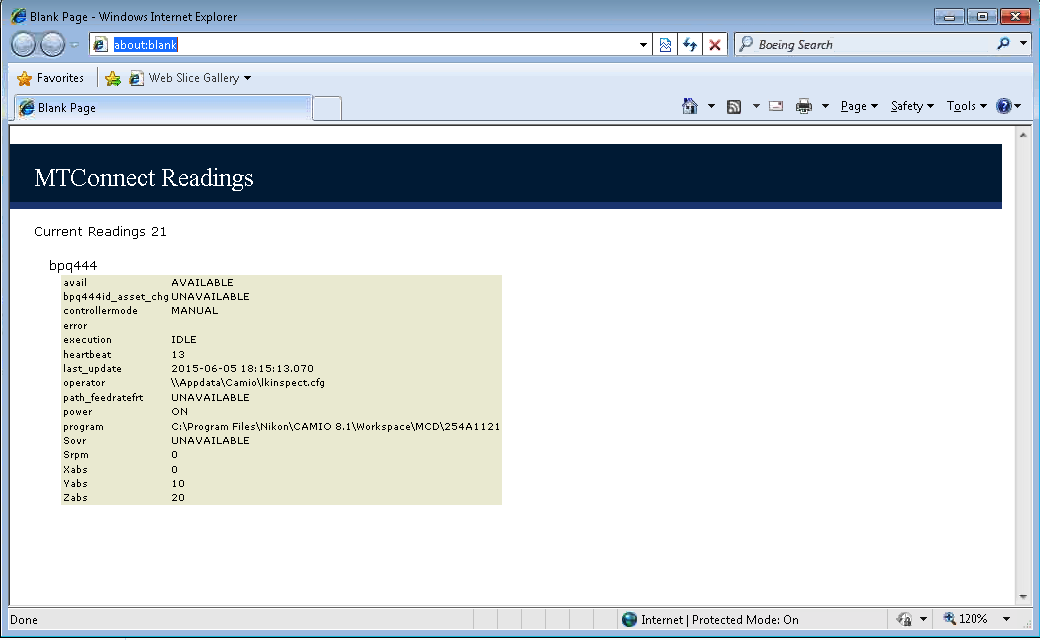 Blank Page - Windows Internet Explorer
about:blank
Boeing Search
Favorites
Web Slice Gallery
Blank Page
Page
Safety
Tools
MTConnect Readings
Current Readings 21
bpq444
avail AVAILABLE
bpq444id_asset_chg UNAVAILABLE
controllermode MANUAL
error
execution IDLE
heartbeat 13
last_update 2015-06-05 18:15:13.070
operator \\Appdata\Camio\lkinspect.cfg
path_feedratefrt UNAVAILABLE
power ON
program C:\Program Files\Nikon\CAMIO 8.1\Workspace\MCD\254A1121
Sovr UNAVAILABLE
Srpm 0
Xabs 0
Yabs 10
Zabs 20
Done
Internet | Protected Mode: On
120%